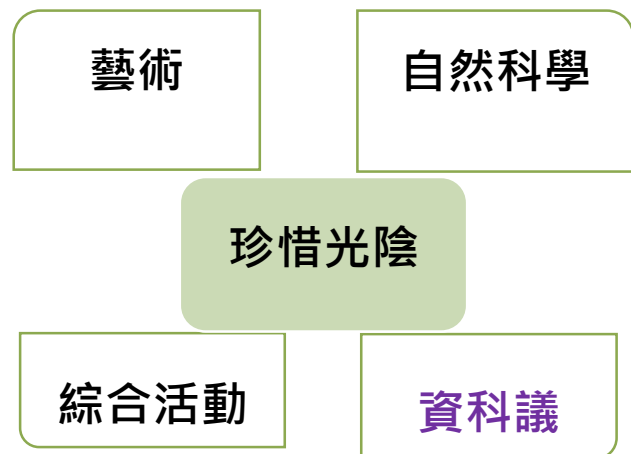 藝術
自然科學
珍惜光陰
綜合活動
資科議